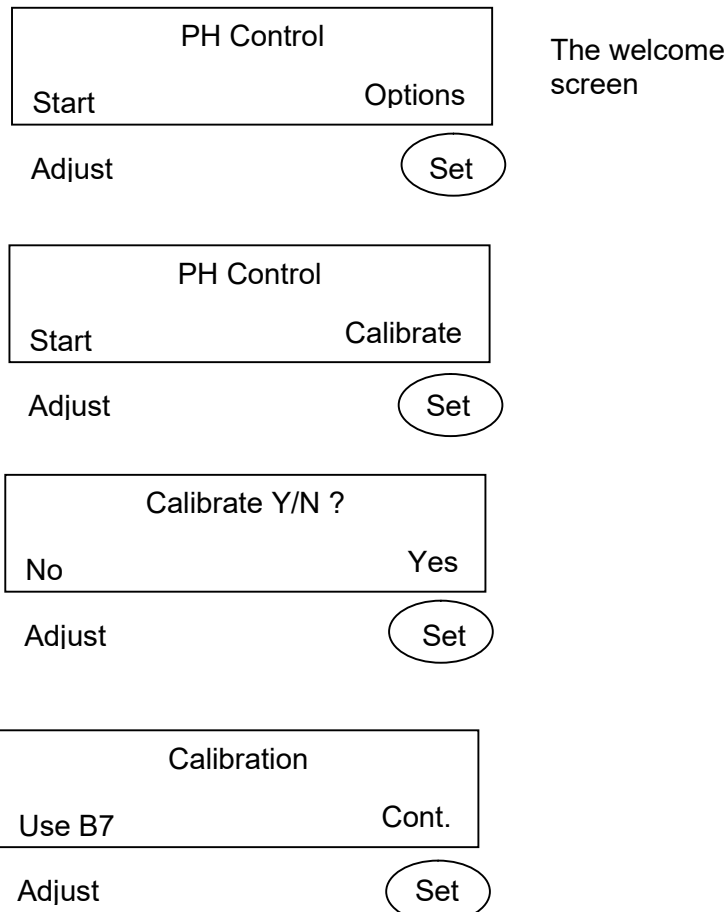 PH Control
The welcome
screen
Start Options
Adjust Set
PH Control
Start Calibrate
Adjust Set
Calibrate Y/N ?
No Yes
Adjust Set
Calibration
Use B7 Cont.
Adjust Set